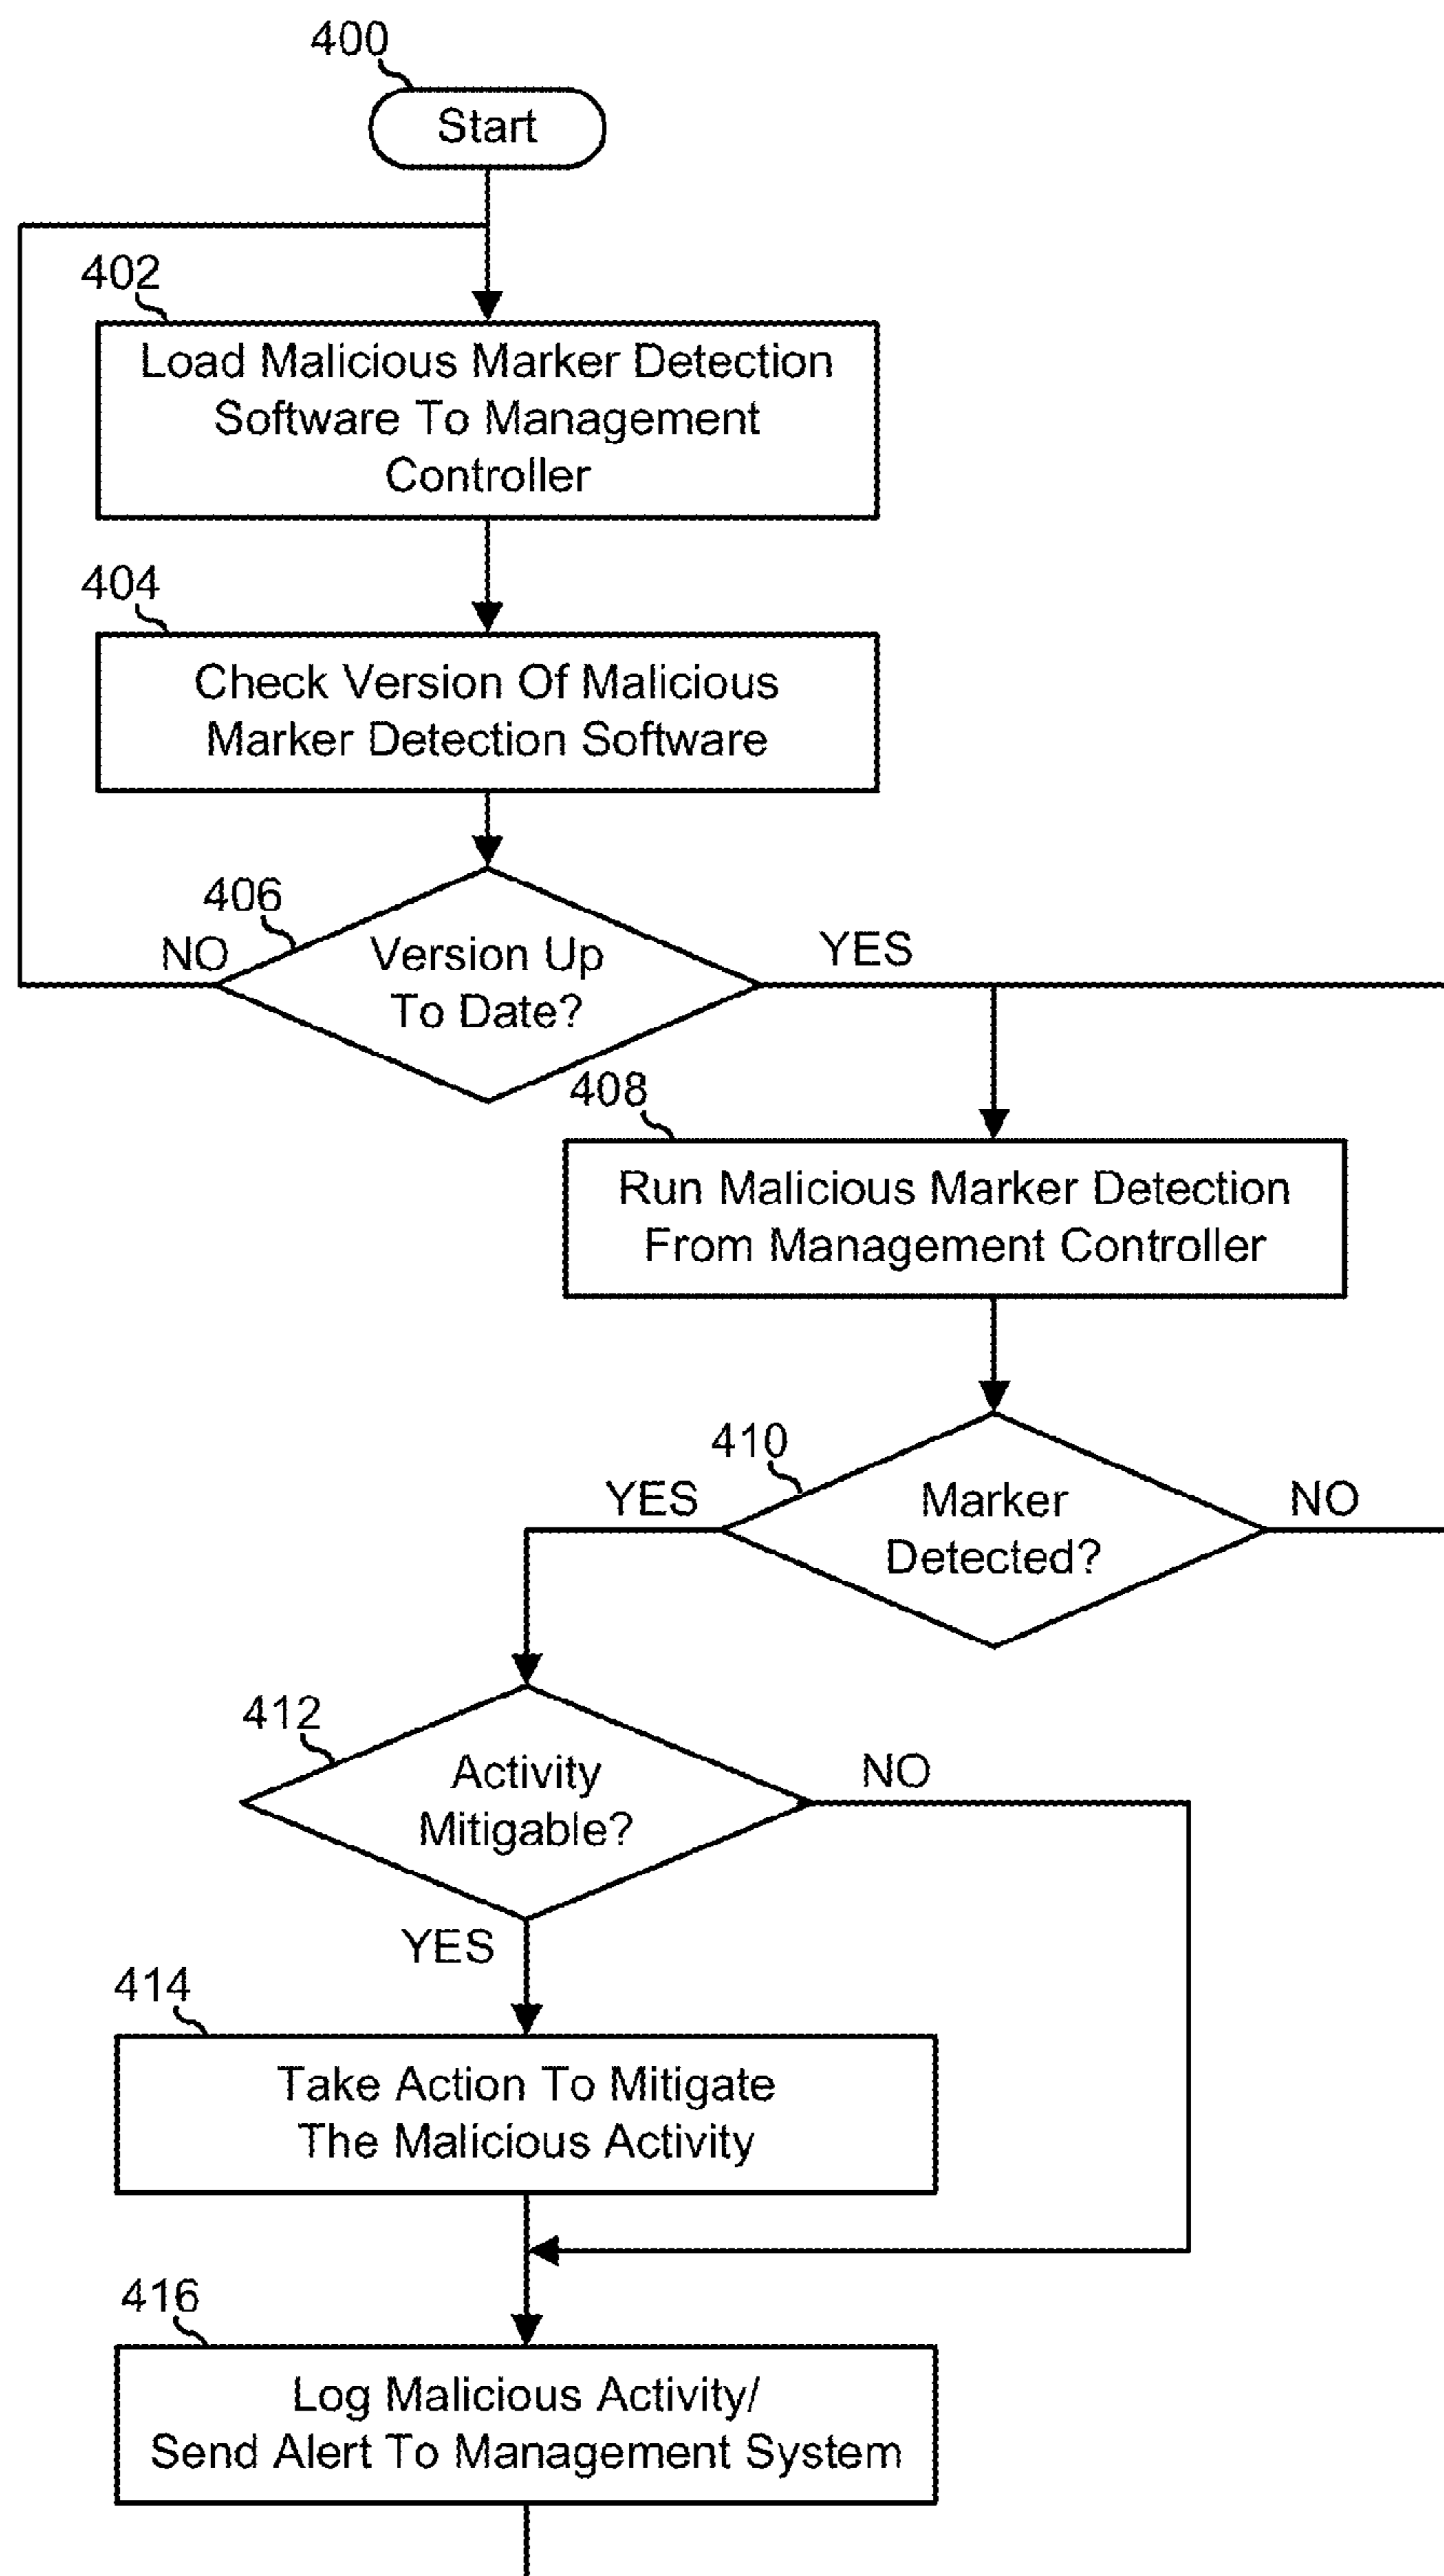 400
Start
402
Load Malicious Marker Detection
Software To Management
Controller
404
Check Version Of Malicious
Marker Detection Software
406
NO
Version Up
To Date?
YES
408
Run Malicious Marker Detection
From Management Controller
410
YES
Marker
Detected?
NO
412
Activity
Mitigable?
NO
YES
414
Take Action To Mitigate
The Malicious Activity
416
Log Malicious Activity/
Send Alert To Management System